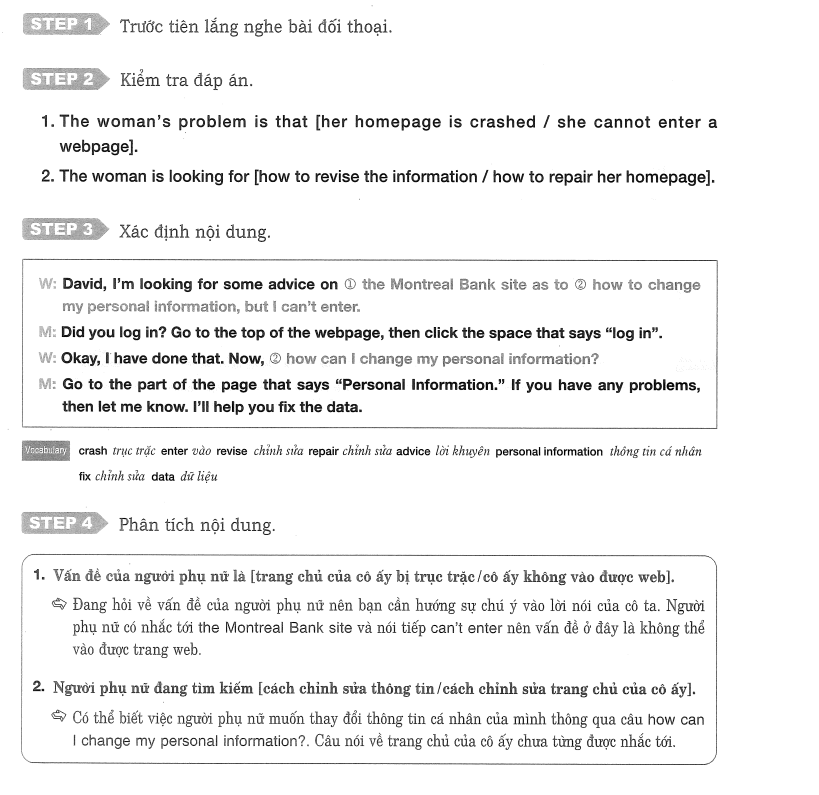 STEP 1 Trước tiên lắng nghe bài đối thoại.
STEP 2 Kiểm tra đáp án.
1. The woman's problem is that [her homepage is crashed / she cannot enter a
webpage].
2. The woman is looking for [how to revise the information / how to repair her homepage].
STEP 3 Xác định nội dung.
W: David, I'm looking for some advice on ① the Montreal Bank site as to ② how to change
my personal information, but I can't enter.
M: Did you log in? Go to the top of the webpage, then click the space that says "log in".
W: Okay, I have done that. Now, ② how can I change my personal information?
M: Go to the part of the page that says "Personal Information." If you have any problems,
then let me know. I'll help you fix the data.
Vocabulary crash trục trặc enter vào revise chỉnh sửa repair chỉnh sửa advice lời khuyên personal information thông tin cá nhân
fix chỉnh sửa data dữ liệu
STEP 4 Phân tích nội dung.
1. Vấn đề của người phụ nữ là [trang chủ của cô ấy bị trục trặc/cô ấy không vào được web].
➪ Đang hỏi về vấn đề của người phụ nữ nên bạn cần hướng sự chú ý vào lời nói của cô ta. Người
phụ nữ có nhắc tới the Montreal Bank site và nói tiếp can't enter nên vấn đề ở đây là không thể
vào được trang web.
2. Người phụ nữ đang tìm kiếm [cách chỉnh sửa thông tin/cách chỉnh sửa trang chủ của cô ấy].
➪ Có thể biết việc người phụ nữ muốn thay đổi thông tin cá nhân của mình thông qua câu how can
I change my personal information?. Câu nói về trang chủ của cô ấy chưa từng được nhắc tới.